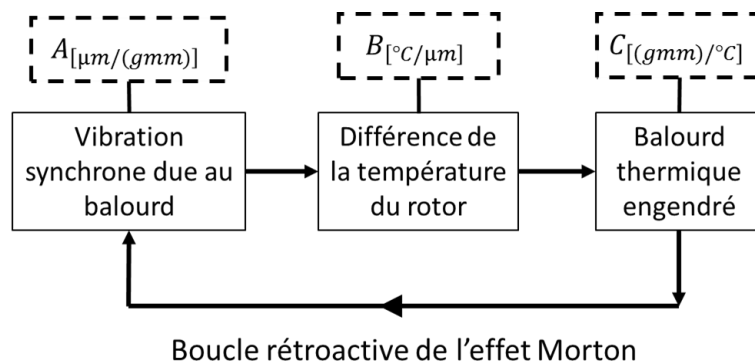 A[µm/(gmm)]
B[°C/µm]
C[(gmm)/°C]
Vibration
synchrone due au
balourd
Différence de
la température
du rotor
Balourd
thermique
engendré
Boucle rétroactive de l'effet Morton